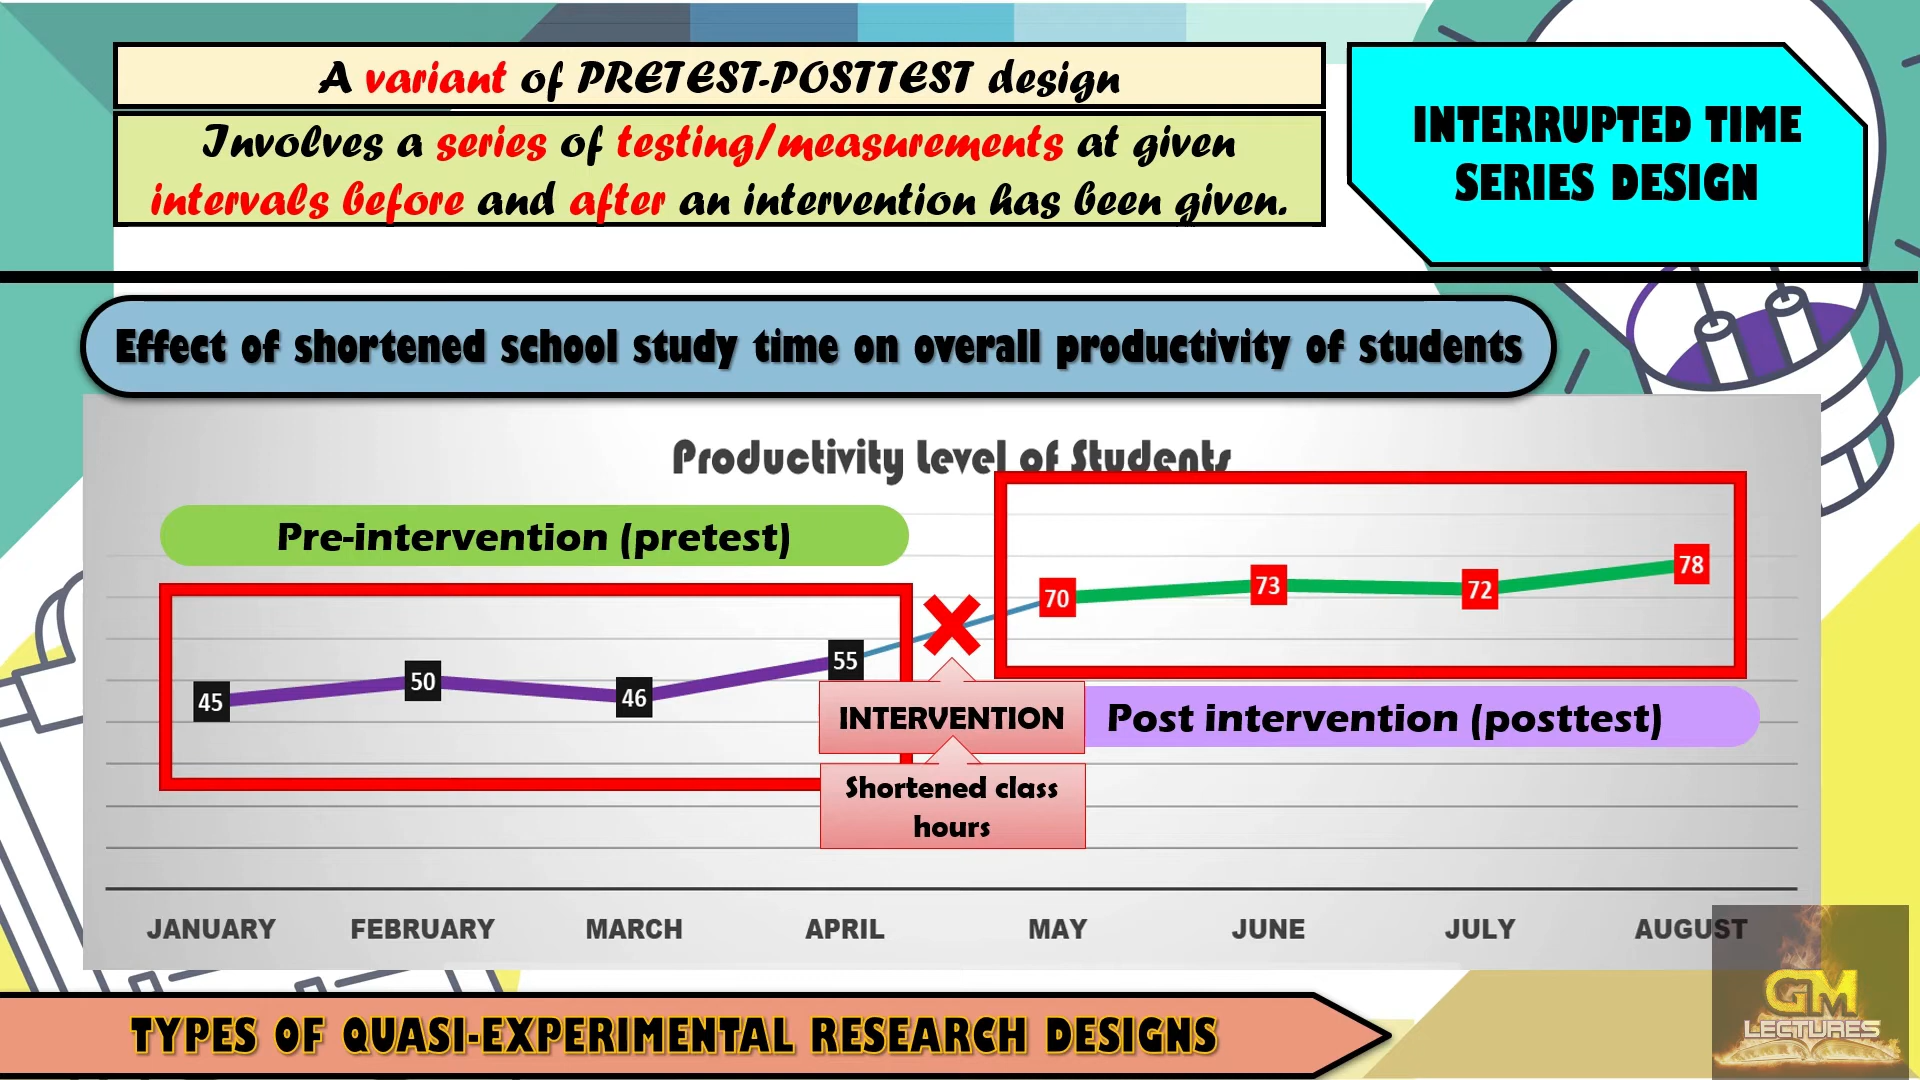 A variant of PRETEST-POSTTEST design
Involves a series of testing/measurements at given
intervals before and after an intervention has been given.
INTERRUPTED TIME
SERIES DESIGN
Effect of shortened school study time on overall productivity of students
Productivity Level of Students
Pre-intervention (pretest)
45
50
46
55
70
73
72
78
INTERVENTION
Post intervention (posttest)
Shortened class
hours
JANUARY
FEBRUARY
MARCH
APRIL
MAY
JUNE
JULY
AUGUST
TYPES OF QUASI-EXPERIMENTAL RESEARCH DESIGNS
GM
LECTURES